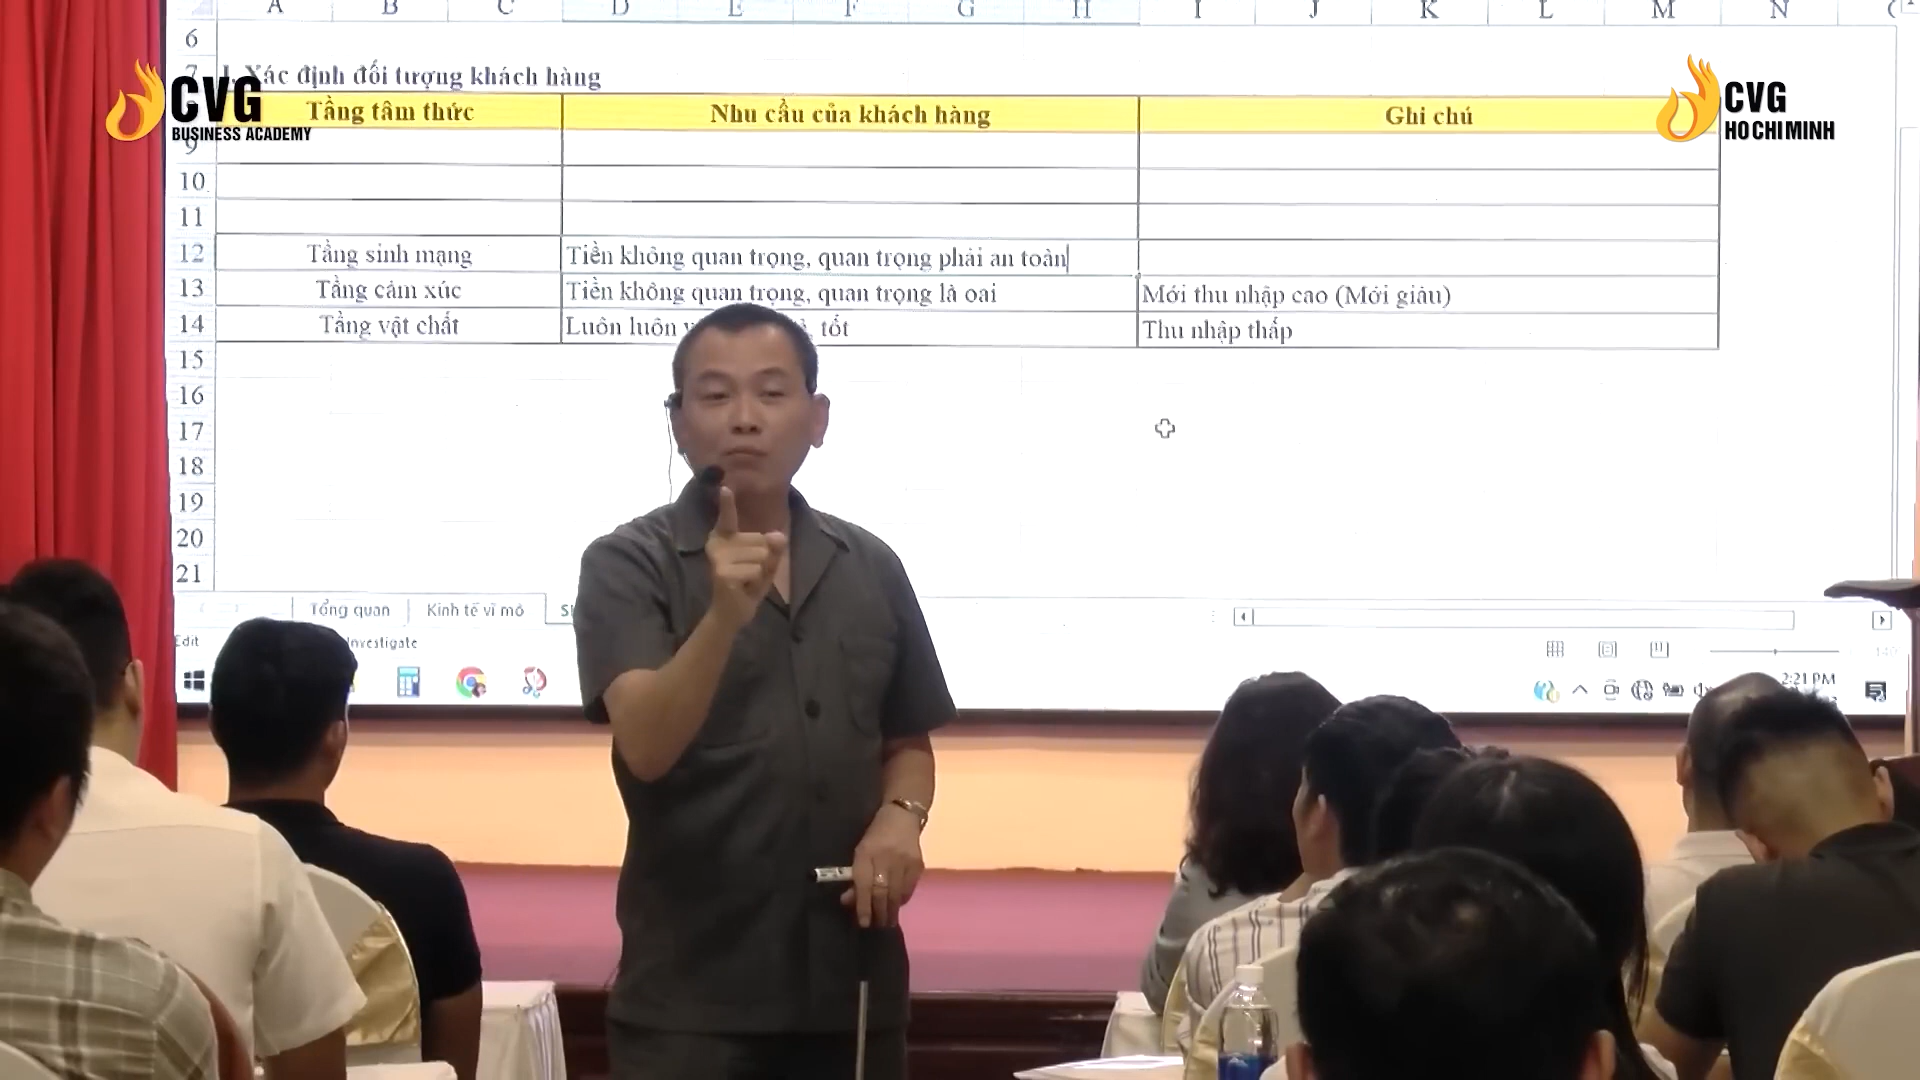 A B C D E F G H I J K L M N
6
7 I. Xác định đối tượng khách hàng
CVG
BUSINESS ACADEMY
CVG
HO CHI MINH
Tầng tâm thức Nhu cầu của khách hàng Ghi chú
9
10
11
12 Tầng sinh mạng Tiền không quan trọng, quan trọng phải an toàn
13 Tầng cảm xúc Tiền không quan trọng, quan trọng là oai Mới thu nhập cao (Mới giàu)
14 Tầng vật chất Luôn luôn tốt Thu nhập thấp
15
16
17
18
19
20
21
Tổng quan Kinh tế vĩ mô
Edit Investigate
140
2:21 PM